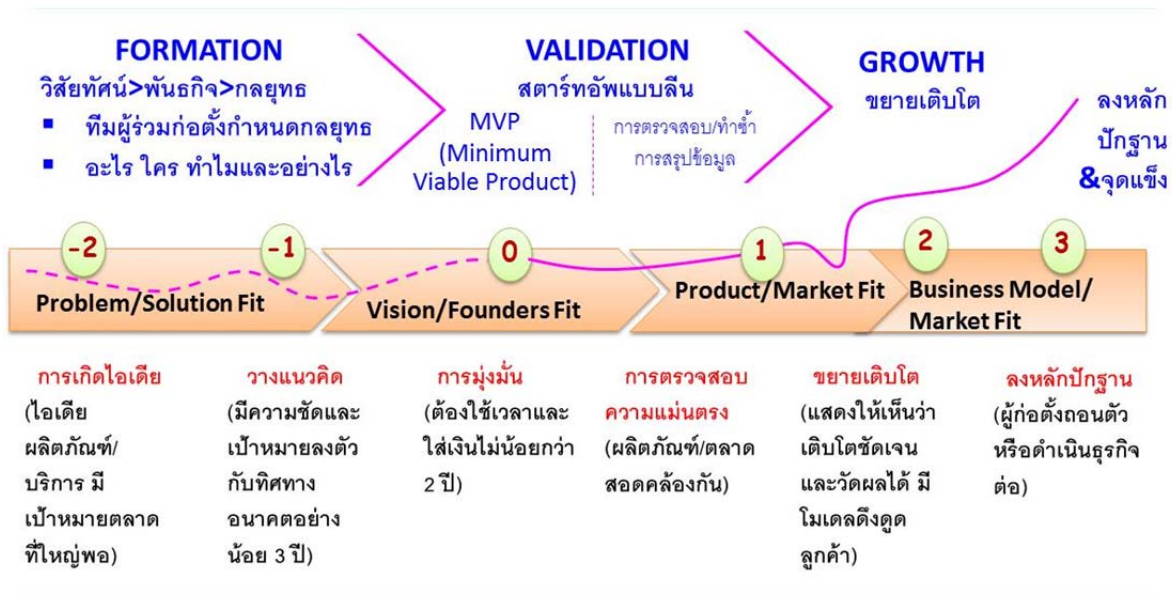 FORMATION
วิสัยทัศน์>พันธกิจ>กลยุทธ
▪ ทีมผู้ร่วมก่อตั้งกำหนดกลยุทธ
▪ อะไร ใคร ทำไมและอย่างไร
VALIDATION
สตาร์ทอัพแบบลีน
MVP
(Minimum
Viable Product)
การตรวจสอบ/ทำซ้ำ
การสรุปข้อมูล
GROWTH
ขยายเติบโต
ลงหลัก
ปักฐาน
&จุดแข็ง
-2
-1
0
1
2
3
Problem/Solution Fit
Vision/Founders Fit
Product/Market Fit
Business Model/
Market Fit
การเกิดไอเดีย
(ไอเดีย
ผลิตภัณฑ์/
บริการ มี
เป้าหมายตลาด
ที่ใหญ่พอ)
วางแนวคิด
(มีความชัดและ
เป้าหมายลงตัว
กับทิศทาง
อนาคตอย่าง
น้อย 3 ปี)
การมุ่งมั่น
(ต้องใช้เวลาและ
ใส่เงินไม่น้อยกว่า
2 ปี)
การตรวจสอบ
ความแม่นตรง
(ผลิตภัณฑ์/ตลาด
สอดคล้องกัน)
ขยายเติบโต
(แสดงให้เห็นว่า
เติบโตชัดเจน
และวัดผลได้ มี
โมเดลดึงดูด
ลูกค้า)
ลงหลักปักฐาน
(ผู้ก่อตั้งถอนตัว
หรือดำเนินธุรกิจ
ต่อ)